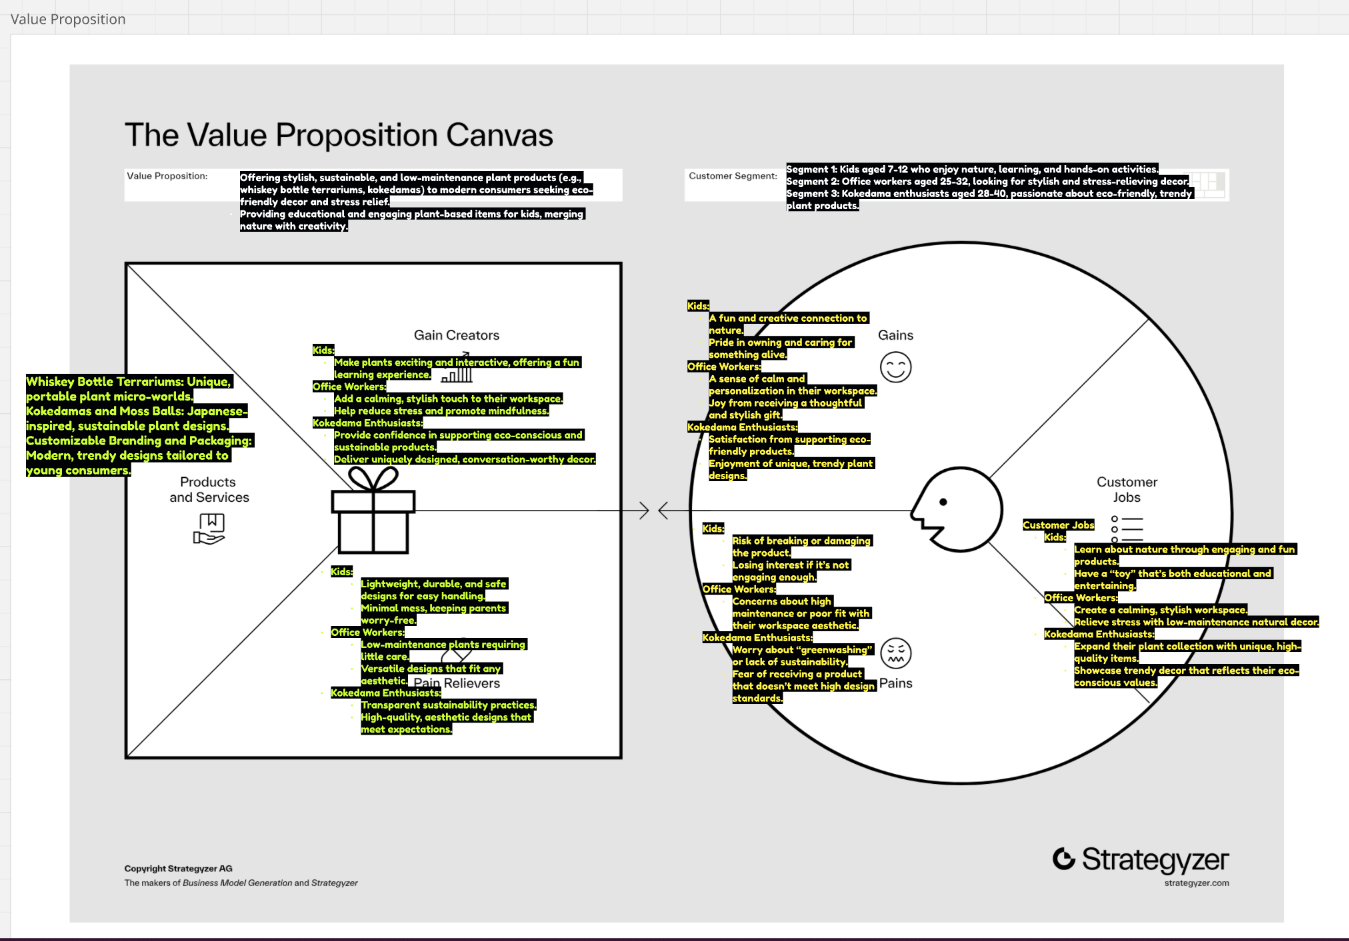 Value Proposition
The Value Proposition Canvas
Value Proposition:
Offering stylish, sustainable, and low-maintenance plant products (e.g.,
whiskey bottle terrariums, kokedamas) to modern consumers seeking eco-
friendly decor and stress relief.
Providing educational and engaging plant-based items for kids, merging
nature with creativity.
Customer Segment:
Segment 1: Kids aged 7-12 who enjoy nature, learning, and hands-on activities.
Segment 2: Office workers aged 25-32, looking for stylish and stress-relieving decor.
Segment 3: Kokedama enthusiasts aged 28-40, passionate about eco-friendly, trendy
plant products.
Whiskey Bottle Terrariums: Unique,
portable plant micro-worlds.
Kokedamas and Moss Balls: Japanese-
inspired, sustainable plant designs.
Customizable Branding and Packaging:
Modern, trendy designs tailored to
young consumers.
Products
and Services
Gain Creators
Kids:
Make plants exciting and interactive, offering a fun
learning experience.
Office Workers:
Add a calming, stylish touch to their workspace.
Help reduce stress and promote mindfulness.
Kokedama Enthusiasts:
Provide confidence in supporting eco-conscious and
sustainable products.
Deliver uniquely designed, conversation-worthy decor.
Kids:
Lightweight, durable, and safe
designs for easy handling.
Minimal mess, keeping parents
worry-free.
Office Workers:
Low-maintenance plants requiring
little care.
Versatile designs that fit any
aesthetic.
Pain Relievers
Kokedama Enthusiasts:
Transparent sustainability practices.
High-quality, aesthetic designs that
meet expectations.
Gains
Kids:
A fun and creative connection to
nature.
Pride in owning and caring for
something alive.
Office Workers:
A sense of calm and
personalization in their workspace.
Joy from receiving a thoughtful
and stylish gift.
Kokedama Enthusiasts:
Satisfaction from supporting eco-
friendly products.
Enjoyment of unique, trendy plant
designs.
Kids:
Risk of breaking or damaging
the product.
Losing interest if it's not
engaging enough.
Office Workers:
Concerns about high
maintenance or poor fit with
their workspace aesthetic.
Kokedama Enthusiasts:
Worry about “greenwashing”
or lack of sustainability.
Fear of receiving a product
that doesn't meet high design
standards.
Pains
Customer
Jobs
Customer Jobs
Kids:
Learn about nature through engaging and fun
products.
Have a “toy” that's both educational and
entertaining.
Office Workers:
Create a calming, stylish workspace.
Relieve stress with low-maintenance natural decor.
Kokedama Enthusiasts:
Expand their plant collection with unique, high-
quality items.
Showcase trendy decor that reflects their eco-
conscious values.
Copyright Strategyzer AG
The makers of Business Model Generation and Strategyzer
Strategyzer
strategyzer.com